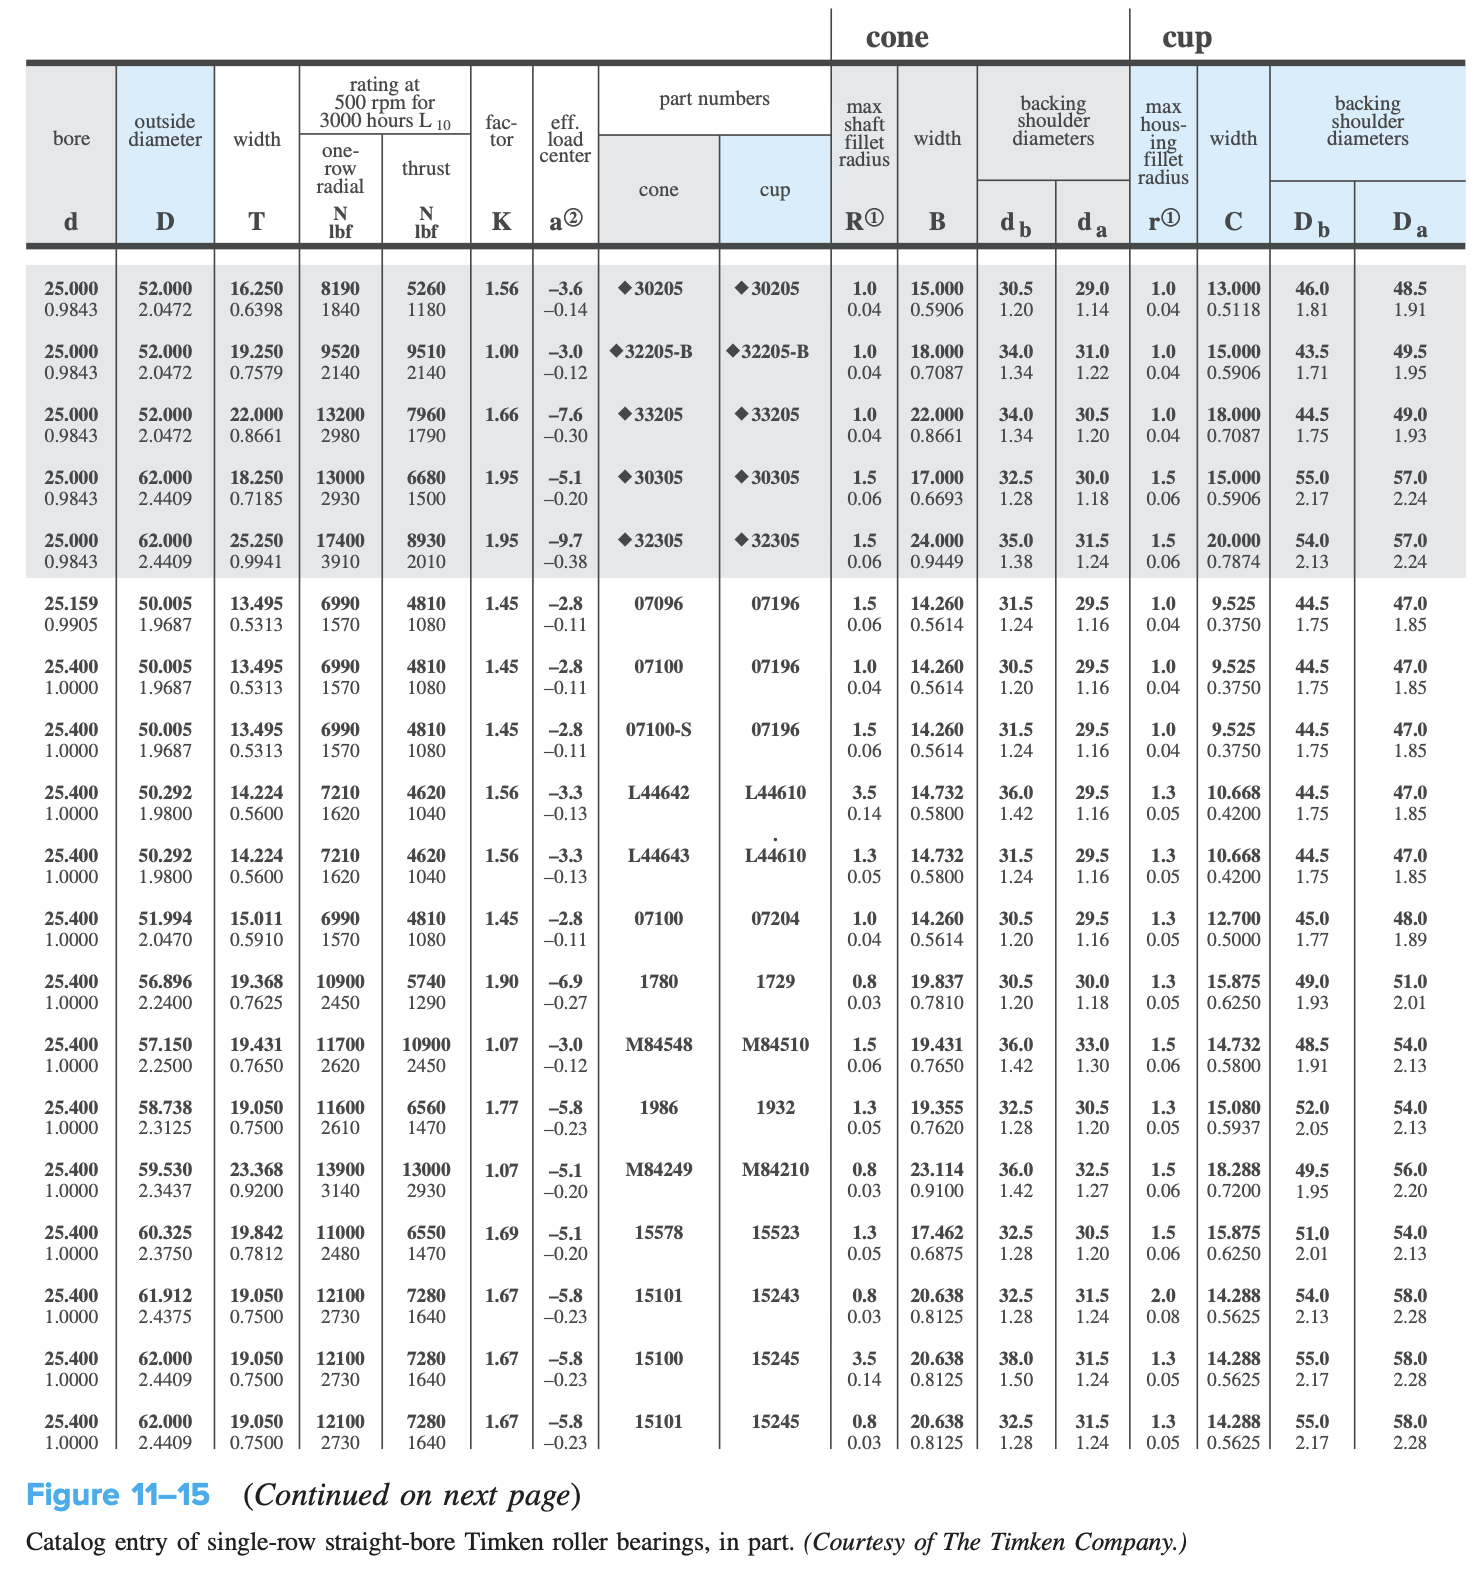 cone cup
bore outside diameter width rating at 500 rpm for 3000 hours L10 fac-tor eff. load center part numbers max shaft fillet radius width backing shoulder diameters max hous-ing fillet radius width backing shoulder diameters
one-row radial thrust cone cup
d D T N lbf N lbf K a② R① B db da r① C Db Da
25.000 52.000 16.250 8190 5260 1.56 –3.6 ◆30205 ◆30205 1.0 15.000 30.5 29.0 1.0 13.000 46.0 48.5
0.9843 2.0472 0.6398 1840 1180 –0.14 0.04 0.5906 1.20 1.14 0.04 0.5118 1.81 1.91
25.000 52.000 19.250 9520 9510 1.00 –3.0 ◆32205-B ◆32205-B 1.0 18.000 34.0 31.0 1.0 15.000 43.5 49.5
0.9843 2.0472 0.7579 2140 2140 –0.12 0.04 0.7087 1.34 1.22 0.04 0.5906 1.71 1.95
25.000 52.000 22.000 13200 7960 1.66 –7.6 ◆33205 ◆33205 1.0 22.000 34.0 30.5 1.0 18.000 44.5 49.0
0.9843 2.0472 0.8661 2980 1790 –0.30 0.04 0.8661 1.34 1.20 0.04 0.7087 1.75 1.93
25.000 62.000 18.250 13000 6680 1.95 –5.1 ◆30305 ◆30305 1.5 17.000 32.5 30.0 1.5 15.000 55.0 57.0
0.9843 2.4409 0.7185 2930 1500 –0.20 0.06 0.6693 1.28 1.18 0.06 0.5906 2.17 2.24
25.000 62.000 25.250 17400 8930 1.95 –9.7 ◆32305 ◆32305 1.5 24.000 35.0 31.5 1.5 20.000 54.0 57.0
0.9843 2.4409 0.9941 3910 2010 –0.38 0.06 0.9449 1.38 1.24 0.06 0.7874 2.13 2.24
25.159 50.005 13.495 6990 4810 1.45 –2.8 07096 07196 1.5 14.260 31.5 29.5 1.0 9.525 44.5 47.0
0.9905 1.9687 0.5313 1570 1080 –0.11 0.06 0.5614 1.24 1.16 0.04 0.3750 1.75 1.85
25.400 50.005 13.495 6990 4810 1.45 –2.8 07100 07196 1.0 14.260 30.5 29.5 1.0 9.525 44.5 47.0
1.0000 1.9687 0.5313 1570 1080 –0.11 0.04 0.5614 1.20 1.16 0.04 0.3750 1.75 1.85
25.400 50.005 13.495 6990 4810 1.45 –2.8 07100-S 07196 1.5 14.260 31.5 29.5 1.0 9.525 44.5 47.0
1.0000 1.9687 0.5313 1570 1080 –0.11 0.06 0.5614 1.24 1.16 0.04 0.3750 1.75 1.85
25.400 50.292 14.224 7210 4620 1.56 –3.3 L44642 L44610 3.5 14.732 36.0 29.5 1.3 10.668 44.5 47.0
1.0000 1.9800 0.5600 1620 1040 –0.13 0.14 0.5800 1.42 1.16 0.05 0.4200 1.75 1.85
25.400 50.292 14.224 7210 4620 1.56 –3.3 L44643 L44610 1.3 14.732 31.5 29.5 1.3 10.668 44.5 47.0
1.0000 1.9800 0.5600 1620 1040 –0.13 0.05 0.5800 1.24 1.16 0.05 0.4200 1.75 1.85
25.400 51.994 15.011 6990 4810 1.45 –2.8 07100 07204 1.0 14.260 30.5 29.5 1.3 12.700 45.0 48.0
1.0000 2.0470 0.5910 1570 1080 –0.11 0.04 0.5614 1.20 1.16 0.05 0.5000 1.77 1.89
25.400 56.896 19.368 10900 5740 1.90 –6.9 1780 1729 0.8 19.837 30.5 30.0 1.3 15.875 49.0 51.0
1.0000 2.2400 0.7625 2450 1290 –0.27 0.03 0.7810 1.20 1.18 0.05 0.6250 1.93 2.01
25.400 57.150 19.431 11700 10900 1.07 –3.0 M84548 M84510 1.5 19.431 36.0 33.0 1.5 14.732 48.5 54.0
1.0000 2.2500 0.7650 2620 2450 –0.12 0.06 0.7650 1.42 1.30 0.06 0.5800 1.91 2.13
25.400 58.738 19.050 11600 6560 1.77 –5.8 1986 1932 1.3 19.355 32.5 30.5 1.3 15.080 52.0 54.0
1.0000 2.3125 0.7500 2610 1470 –0.23 0.05 0.7620 1.28 1.20 0.05 0.5937 2.05 2.13
25.400 59.530 23.368 13900 13000 1.07 –5.1 M84249 M84210 0.8 23.114 36.0 32.5 1.5 18.288 49.5 56.0
1.0000 2.3437 0.9200 3140 2930 –0.20 0.03 0.9100 1.42 1.27 0.06 0.7200 1.95 2.20
25.400 60.325 19.842 11000 6550 1.69 –5.1 15578 15523 1.3 17.462 32.5 30.5 1.5 15.875 51.0 54.0
1.0000 2.3750 0.7812 2480 1470 –0.20 0.05 0.6875 1.28 1.20 0.06 0.6250 2.01 2.13
25.400 61.912 19.050 12100 7280 1.67 –5.8 15101 15243 0.8 20.638 32.5 31.5 2.0 14.288 54.0 58.0
1.0000 2.4375 0.7500 2730 1640 –0.23 0.03 0.8125 1.28 1.24 0.08 0.5625 2.13 2.28
25.400 62.000 19.050 12100 7280 1.67 –5.8 15100 15245 3.5 20.638 38.0 31.5 1.3 14.288 55.0 58.0
1.0000 2.4409 0.7500 2730 1640 –0.23 0.14 0.8125 1.50 1.24 0.05 0.5625 2.17 2.28
25.400 62.000 19.050 12100 7280 1.67 –5.8 15101 15245 0.8 20.638 32.5 31.5 1.3 14.288 55.0 58.0
1.0000 2.4409 0.7500 2730 1640 –0.23 0.03 0.8125 1.28 1.24 0.05 0.5625 2.17 2.28
Figure 11–15 (Continued on next page)
Catalog entry of single-row straight-bore Timken roller bearings, in part. (Courtesy of The Timken Company.)